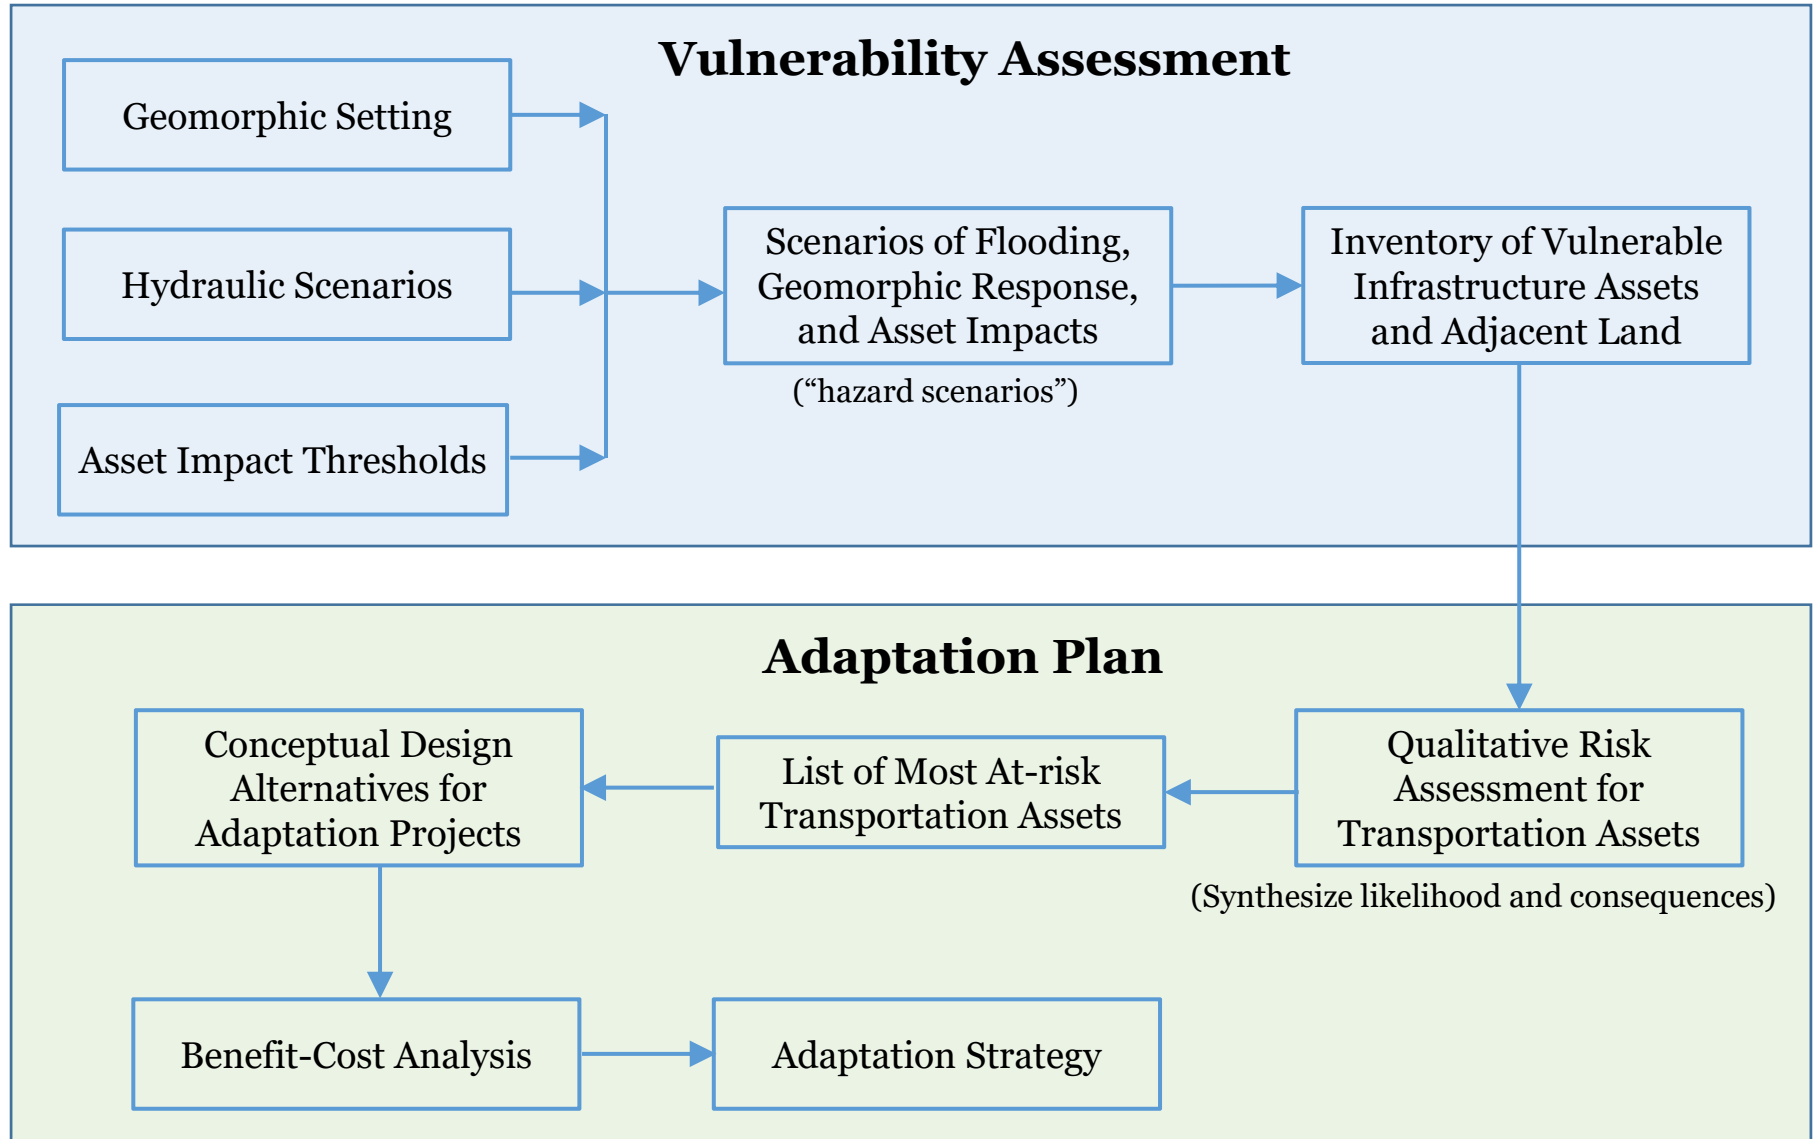 Vulnerability Assessment
Geomorphic Setting
Hydraulic Scenarios
Asset Impact Thresholds
Scenarios of Flooding,
Geomorphic Response,
and Asset Impacts
(“hazard scenarios”)
Inventory of Vulnerable
Infrastructure Assets
and Adjacent Land
Adaptation Plan
Qualitative Risk
Assessment for
Transportation Assets
(Synthesize likelihood and consequences)
List of Most At-risk
Transportation Assets
Conceptual Design
Alternatives for
Adaptation Projects
Benefit-Cost Analysis
Adaptation Strategy